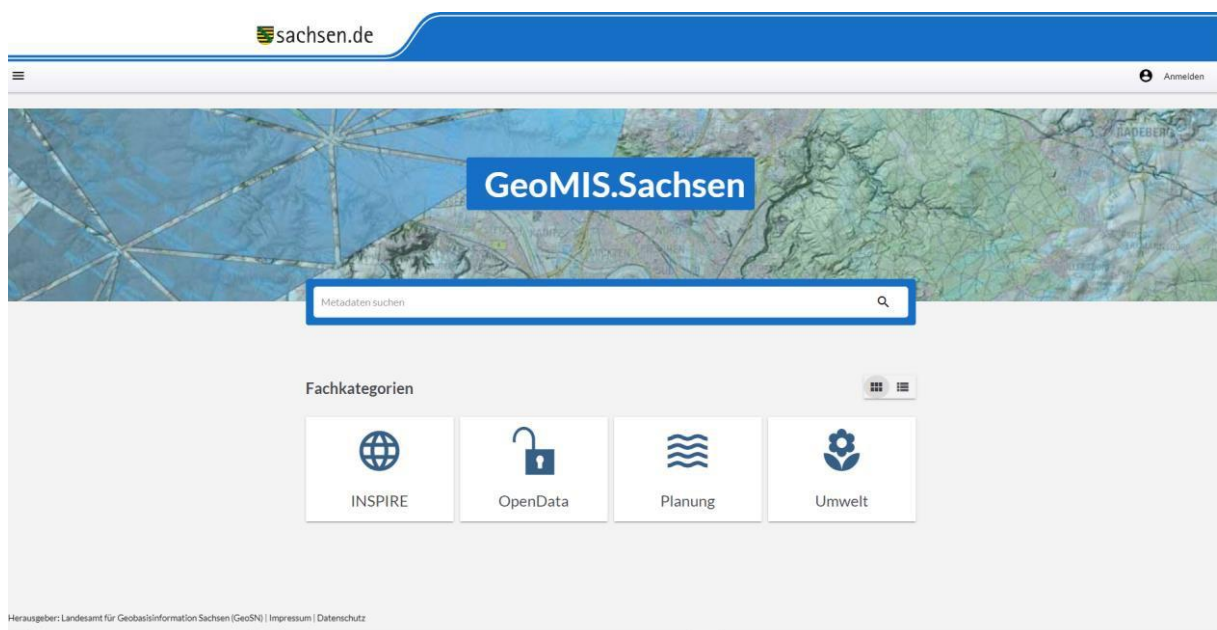 sachsen.de
Anmelden
RADEBERG
GeoMIS.Sachsen
Metadaten suchen
Fachkategorien
INSPIRE
OpenData
Planung
Umwelt
Herausgeber: Landesamt für Geobasisinformation Sachsen (GeoSN) | Impressum | Datenschutz